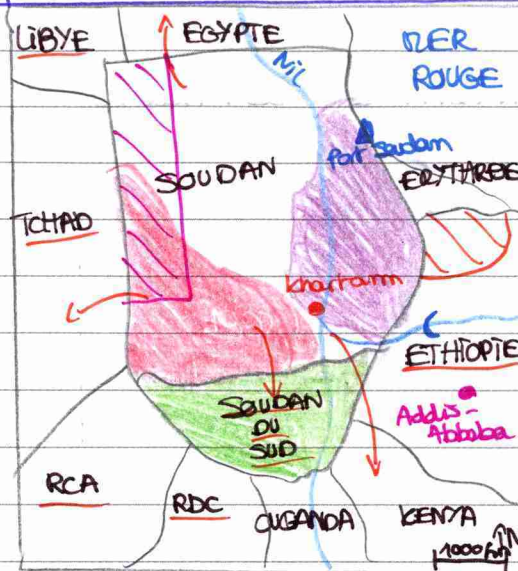 LiBYE
EGYPTE
MER
ROUGE
NiL
Port Soudan
SOUDAN
ERYTHREE
TCHAD
Khartoum
ETHIOPIE
SOUDAN
DU
SUD
Addis-
Abbaba
RCA
RDC
OUGANDA
KENYA
N
1000 km